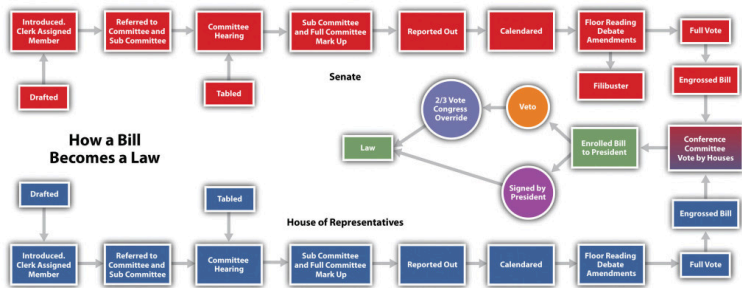 Introduced.
Clerk Assigned
Member
Referred to
Committee and
Sub Committee
Committee
Hearing
Sub Committee
and Full Committee
Mark Up
Reported Out
Calendared
Floor Reading
Debate
Amendments
Full Vote
Drafted
Tabled
Senate
Filibuster
Engrossed Bill
2/3 Vote
Congress
Override
Veto
How a Bill
Becomes a Law
Law
Enrolled Bill
to President
Conference
Committee
Vote by Houses
Signed by
President
Drafted
Tabled
House of Representatives
Engrossed Bill
Introduced.
Clerk Assigned
Member
Referred to
Committee and
Sub Committee
Committee
Hearing
Sub Committee
and Full Committee
Mark Up
Reported Out
Calendared
Floor Reading
Debate
Amendments
Full Vote